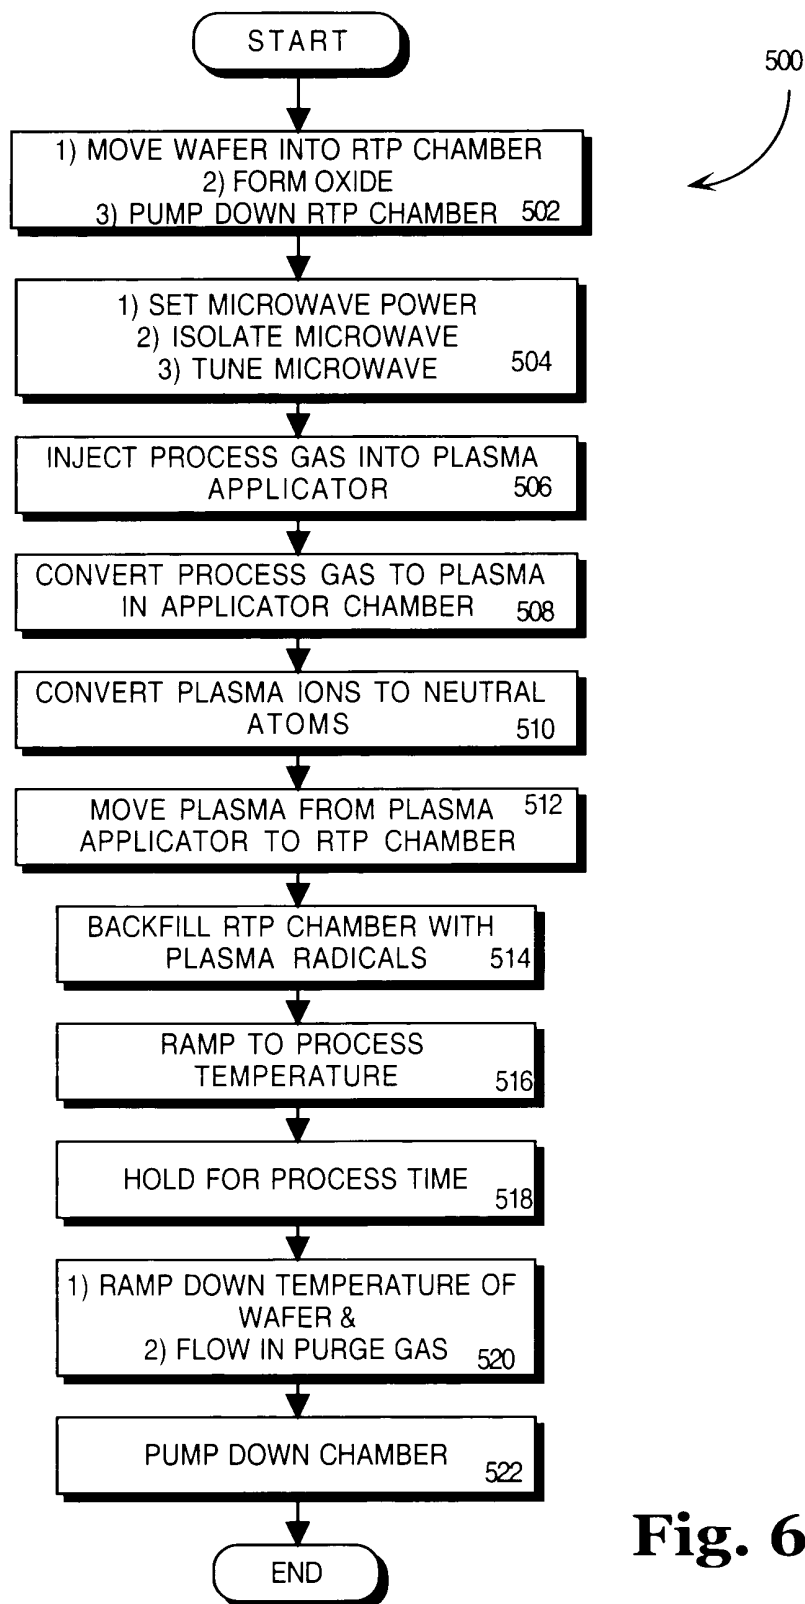 START
500
1) MOVE WAFER INTO RTP CHAMBER
2) FORM OXIDE
3) PUMP DOWN RTP CHAMBER 502
1) SET MICROWAVE POWER
2) ISOLATE MICROWAVE
3) TUNE MICROWAVE 504
INJECT PROCESS GAS INTO PLASMA
APPLICATOR 506
CONVERT PROCESS GAS TO PLASMA
IN APPLICATOR CHAMBER 508
CONVERT PLASMA IONS TO NEUTRAL
ATOMS 510
MOVE PLASMA FROM PLASMA 512
APPLICATOR TO RTP CHAMBER
BACKFILL RTP CHAMBER WITH
PLASMA RADICALS 514
RAMP TO PROCESS
TEMPERATURE 516
HOLD FOR PROCESS TIME 518
1) RAMP DOWN TEMPERATURE OF
WAFER &
2) FLOW IN PURGE GAS 520
PUMP DOWN CHAMBER 522
END
Fig. 6